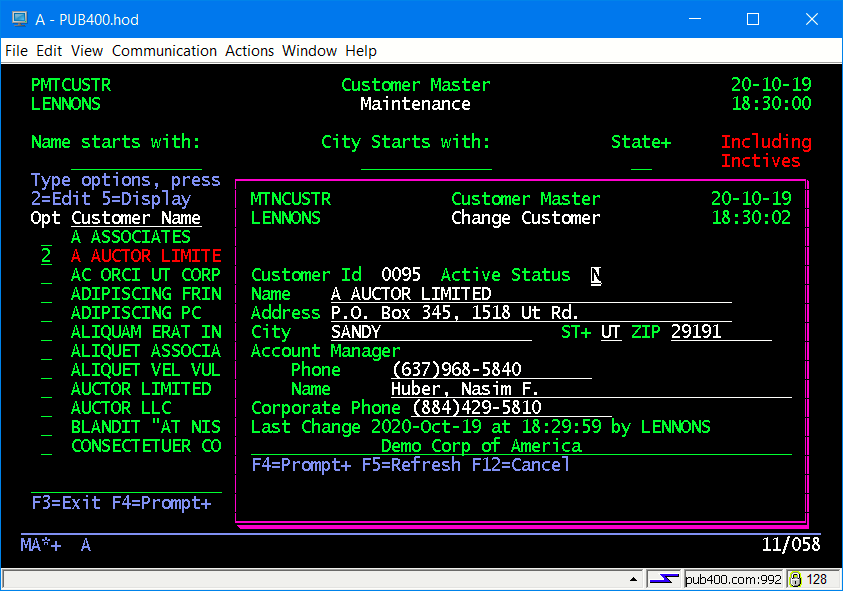 A - PUB400.hod
File Edit View Communication Actions Window Help
PMTCUSTR Customer Master 20-10-19
LENNONS Maintenance 18:30:00
Name starts with: City Starts with: State+ Including
Inctives
Type options, press
2=Edit 5=Display
Opt Customer Name
A ASSOCIATES
2 A AUCTOR LIMITE
AC ORCI UT CORP
ADIPISCING FRIN
ADIPISCING PC
ALIQUAM ERAT IN
ALIQUET ASSOCIA
ALIQUET VEL VUL
AUCTOR LIMITED
AUCTOR LLC
BLANDIT "AT NIS
CONSECTETUER CO
F3=Exit F4=Prompt+
MTNCUSTR Customer Master 20-10-19
LENNONS Change Customer 18:30:02
Customer Id 0095 Active Status N
Name A AUCTOR LIMITED
Address P.O. Box 345, 1518 Ut Rd.
City SANDY ST+ UT ZIP 29191
Account Manager
Phone (637)968-5840
Name Huber, Nasim F.
Corporate Phone (884)429-5810
Last Change 2020-Oct-19 at 18:29:59 by LENNONS
Demo Corp of America
F4=Prompt+ F5=Refresh F12=Cancel
MA*+ A 11/058
pub400.com:992 128